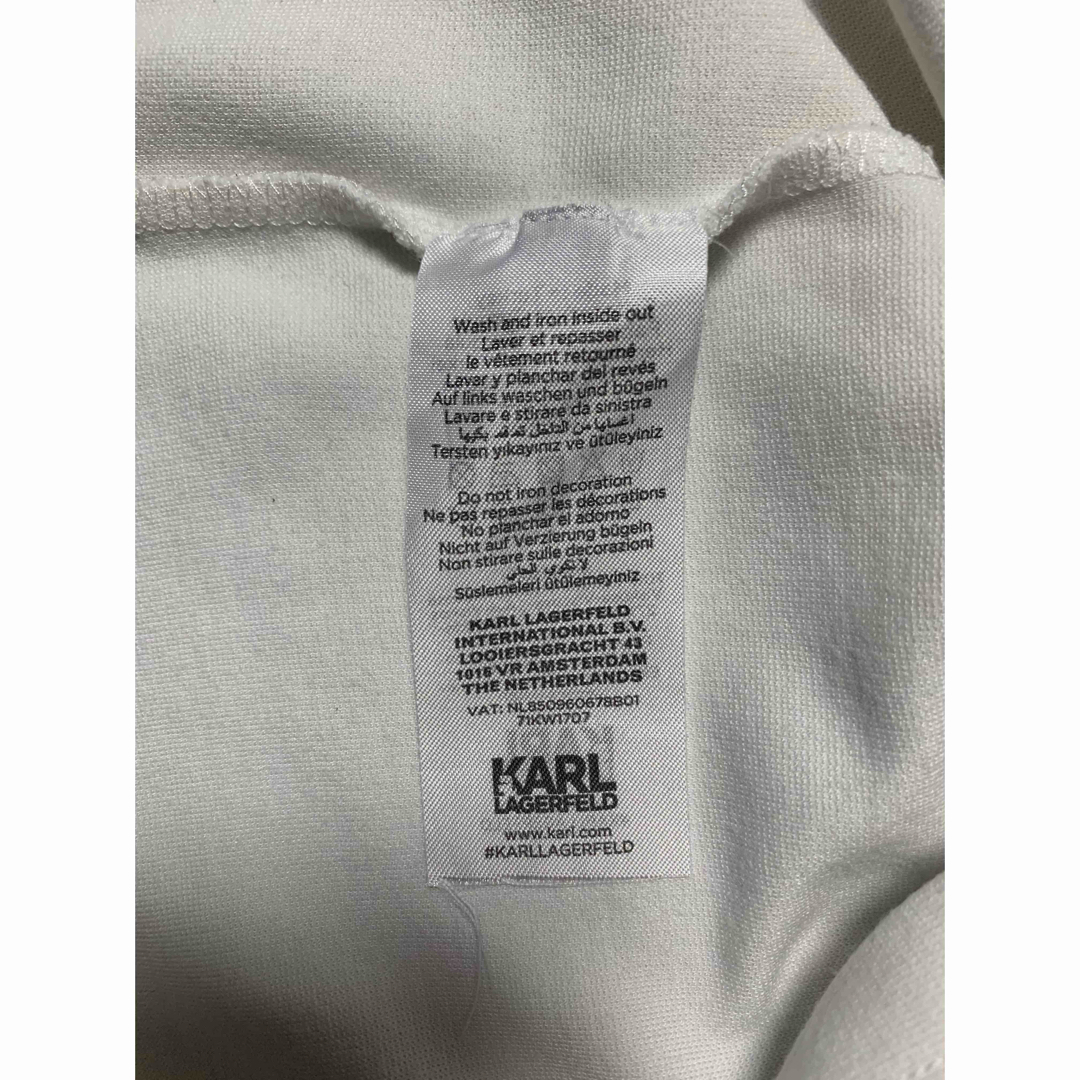 Wash and iron inside out
Laver et repasser
le vêtement retourné
Lavar y planchar del revés
Auf links waschen und bügeln
Lavare e stirare da sinistra
من الداخل
Tersten yıkayınız ve ütüleyiniz
Do not iron decoration
Ne pas repasser les décorations
No planchar el adorno
Nicht auf Verzierung bügeln
Non stirare sulle decorazioni
Süslemeleri ütülemeyiniz
KARL LAGERFELD
INTERNATIONAL B.V.
LOOIERSGRACHT 43
1016 VR AMSTERDAM
THE NETHERLANDS
VAT: NL850960678B01
71KW1707
KARL
LAGERFELD
www.karl.com
#KARLLAGERFELD